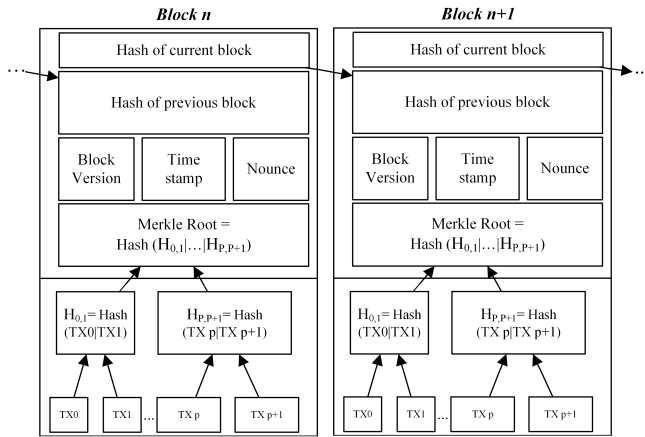 Block n
Hash of current block
...
Hash of previous block
Block
Version
Time
stamp
Nounce
Merkle Root =
Hash (H0,1|...|HP,P+1)
H0,1= Hash
(TX0|TX1)
HP,P+1= Hash
(TX p|TX p+1)
TX0
TX1
...
TX p
TX p+1
Block n+1
Hash of current block
..
Hash of previous block
Block
Version
Time
stamp
Nounce
Merkle Root =
Hash (H0,1|...|HP,P+1)
H0,1= Hash
(TX0|TX1)
HP,P+1= Hash
(TX p|TX p+1)
TX0
TX1
...
TX p
TX p+1